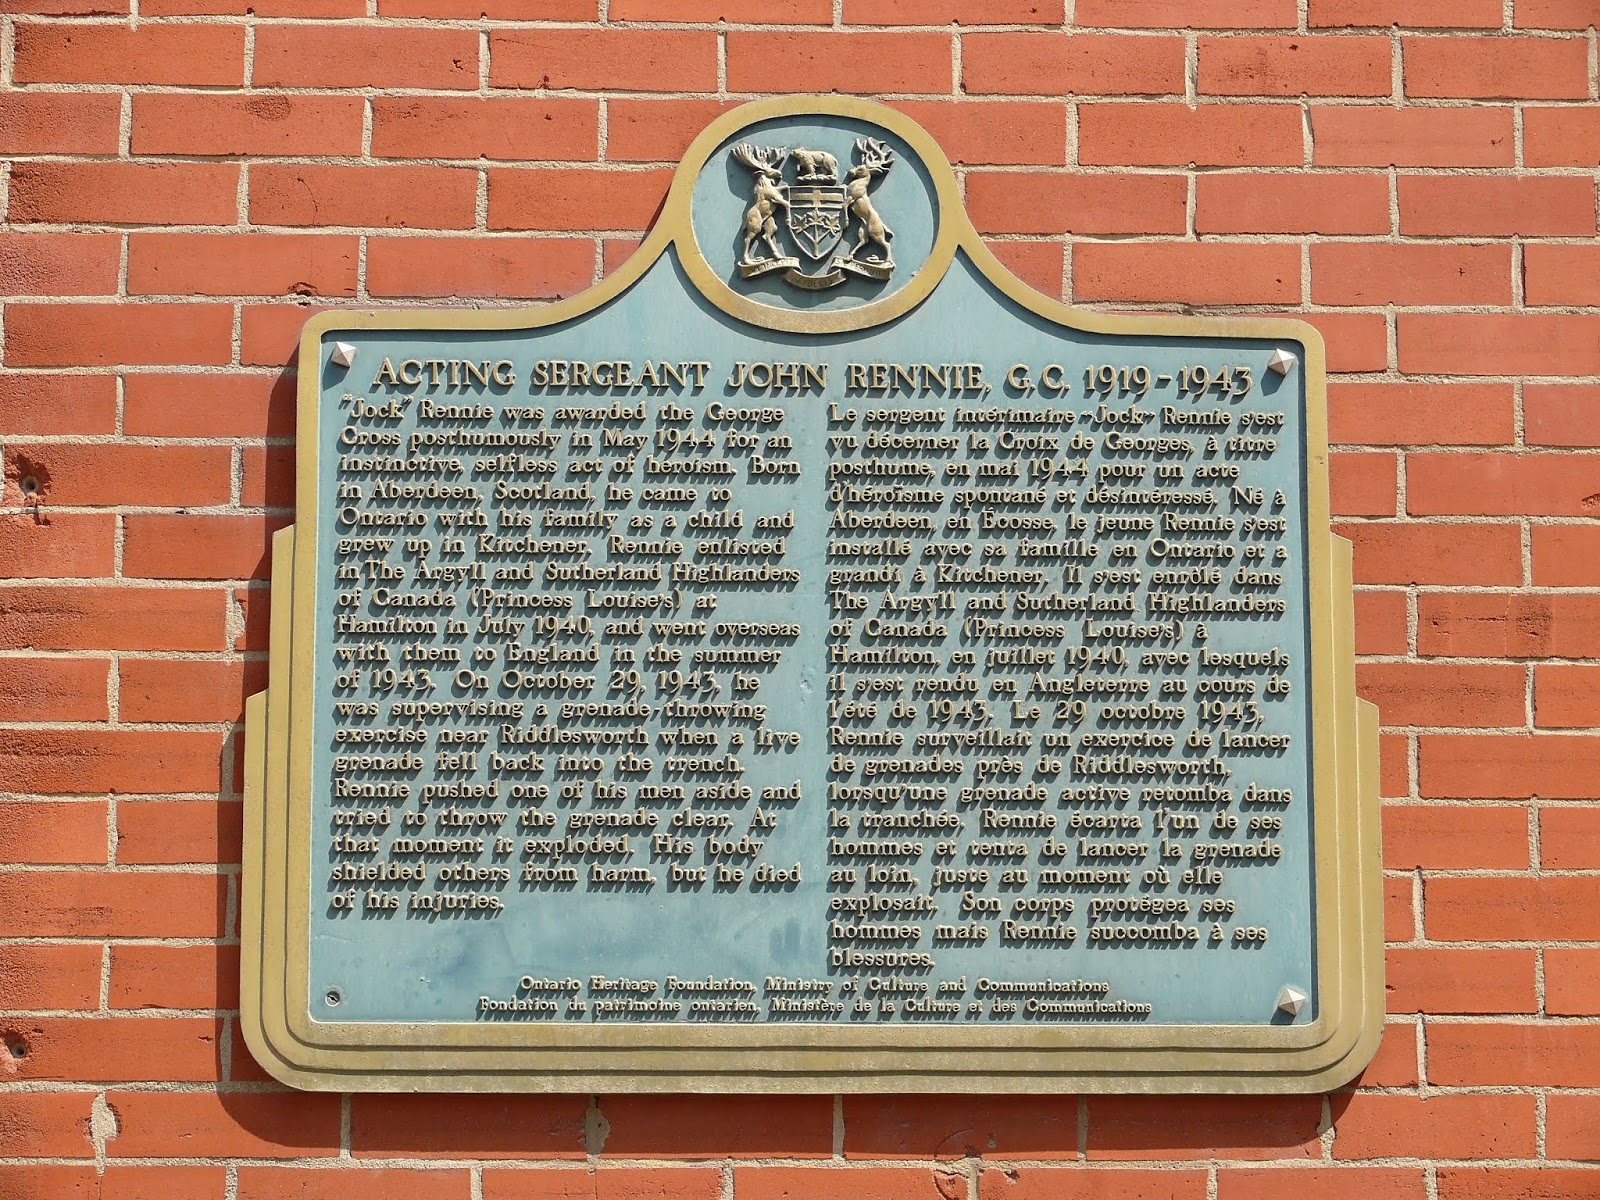 ACTING SERGEANT JOHN RENNIE, G.C. 1919-1943
"Jock" Rennie was awarded the George
Cross posthumously in May 1944 for an
instinctive, selfless act of heroism. Born
in Aberdeen, Scotland, he came to
Ontario with his family as a child and
grew up in Kitchener. Rennie enlisted
in The Argyll and Sutherland Highlanders
of Canada (Princess Louise's) at
Hamilton in July 1940, and went overseas
with them to England in the summer
of 1943. On October 29, 1943, he
was supervising a grenade-throwing
exercise near Riddlesworth when a live
grenade fell back into the trench.
Rennie pushed one of his men aside and
tried to throw the grenade clear. At
that moment it exploded. His body
shielded others from harm, but he died
of his injuries.
Le sergent intérimaire "Jock" Rennie s'est
vu décerner la Croix de Georges, à titre
posthume, en mai 1944 pour un acte
d'héroïsme spontané et désintéressé. Né à
Aberdeen, en Écosse, le jeune Rennie s'est
installé avec sa famille en Ontario et a
grandi à Kitchener. Il s'est enrôlé dans
The Argyll and Sutherland Highlanders
of Canada (Princess Louise's) à
Hamilton, en juillet 1940, avec lesquels
il s'est rendu en Angleterre au cours de
l'été de 1943. Le 29 octobre 1943,
Rennie surveillait un exercice de lancer
de grenades près de Riddlesworth,
lorsqu'une grenade active retomba dans
la tranchée. Rennie écarta l'un de ses
hommes et tenta de lancer la grenade
au loin, juste au moment où elle
explosait. Son corps protégea ses
hommes mais Rennie succomba à ses
blessures.
Ontario Heritage Foundation, Ministry of Culture and Communications
Fondation du patrimoine ontarien, Ministère de la Culture et des Communications